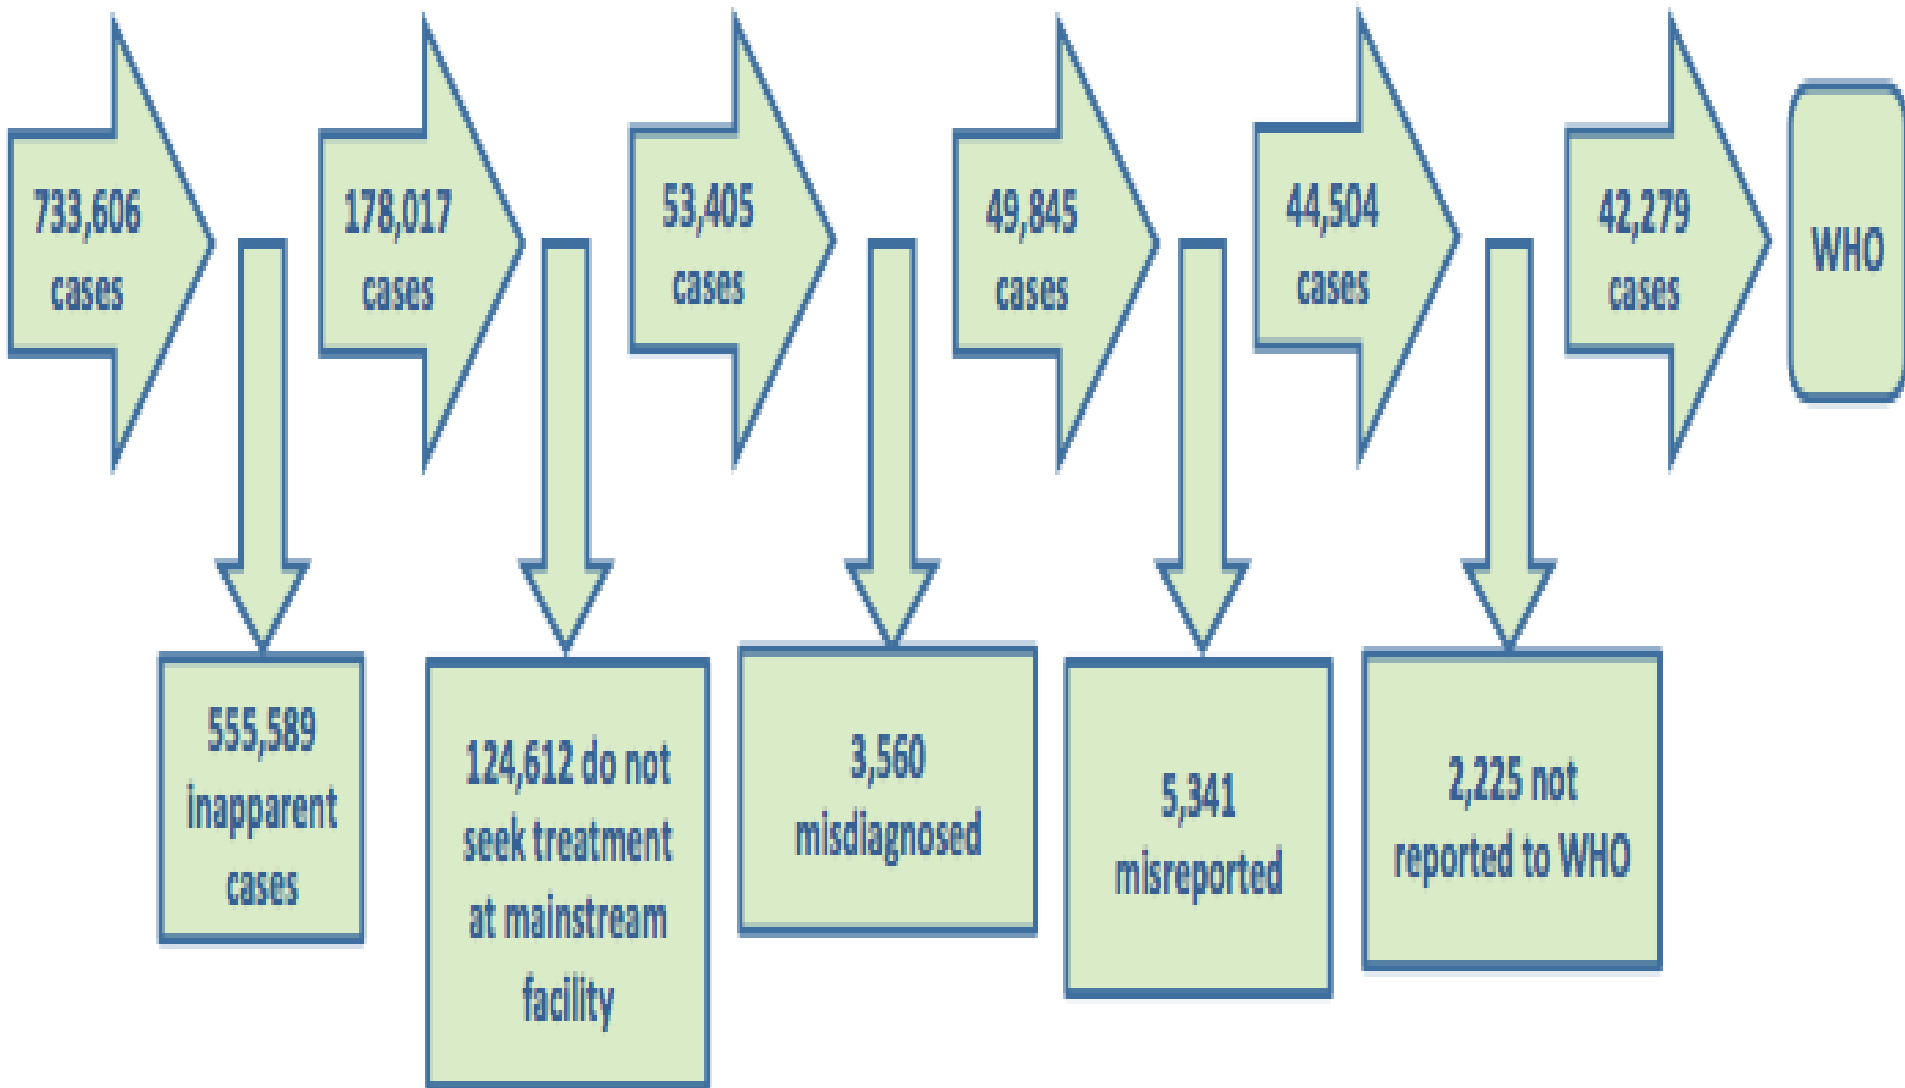 733,606
cases
178,017
cases
53,405
cases
49,845
cases
44,504
cases
42,279
cases
WHO
555,589
inapparent
cases
124,612 do not
seek treatment
at mainstream
facility
3,560
misdiagnosed
5,341
misreported
2,225 not
reported to WHO